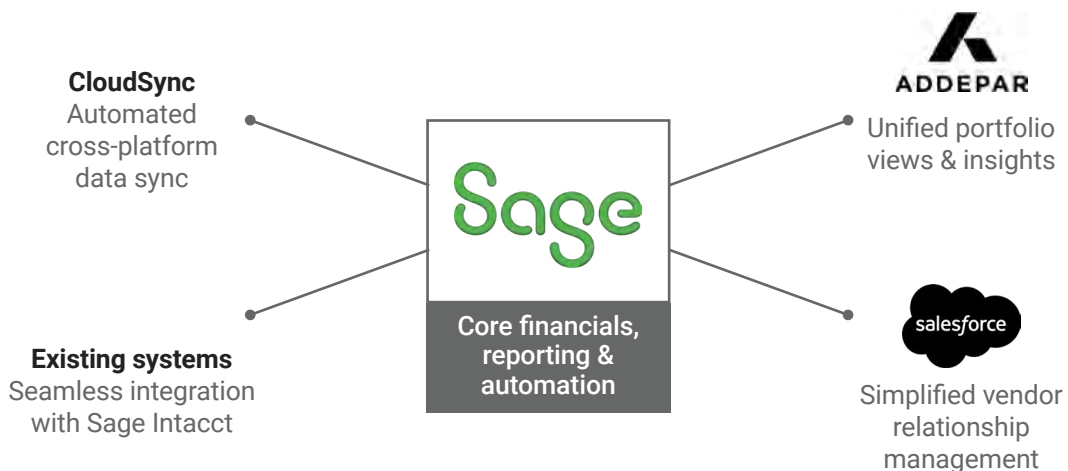 CloudSync
Automated
cross-platform
data sync
Existing systems
Seamless integration
with Sage Intacct
Sage
Core financials,
reporting &
automation
ADDEPAR
Unified portfolio
views & insights
salesforce
Simplified vendor
relationship
management